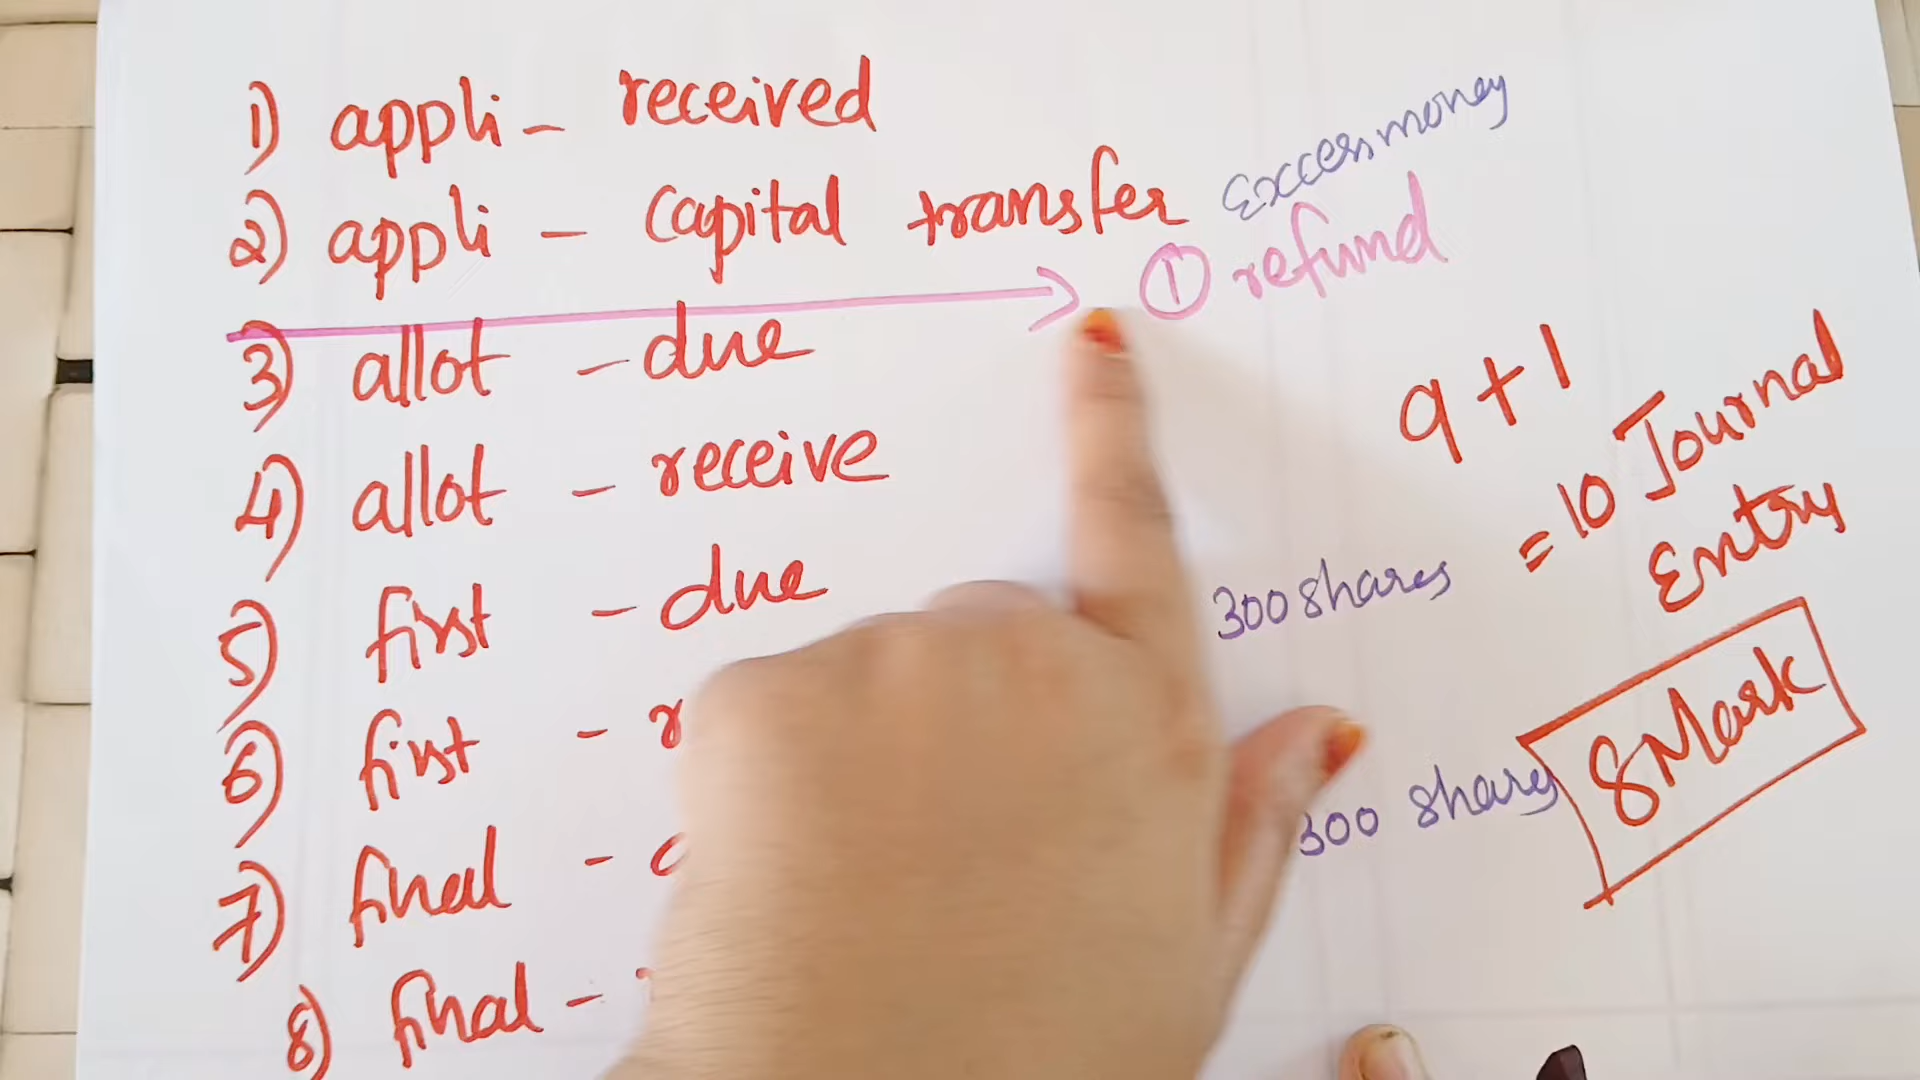 1) appli - received
2) appli - capital transfer
Exccess money
① refund
3) allot - due
4) allot - receive
5) first - due
6) first -
7) final -
8) final -
9 + 1
= 10 Journal
Entry
300 shares
300 shares
8 Mark